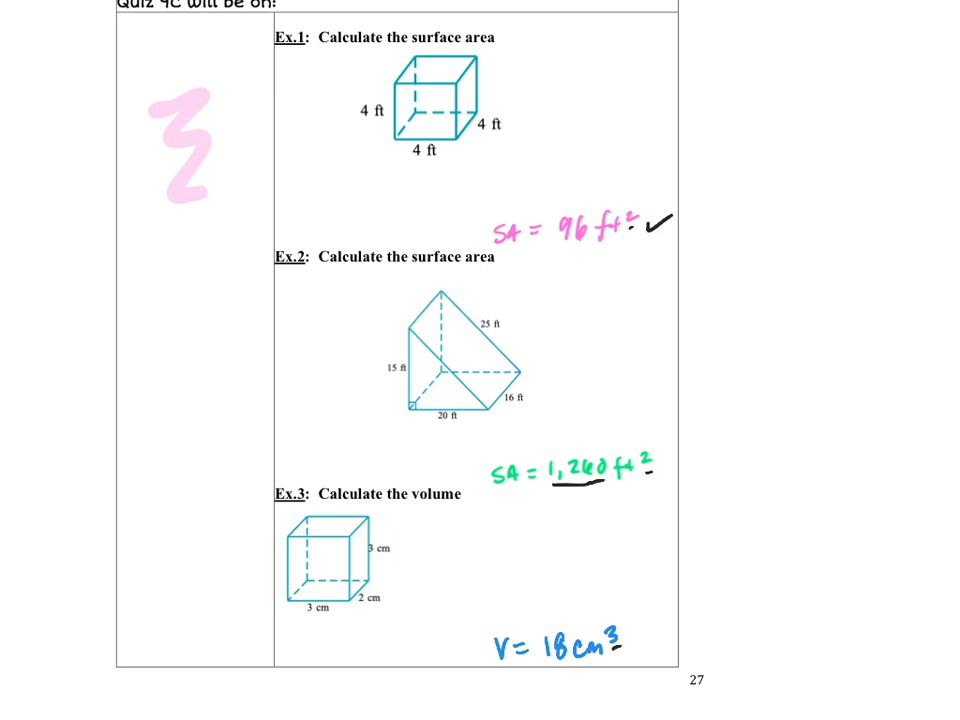 Quiz 9C will be on:
Ex.1: Calculate the surface area
4 ft
4 ft
4 ft
SA = 96 ft² ✓
Ex.2: Calculate the surface area
25 ft
15 ft
16 ft
20 ft
SA = 1,260 ft²
Ex.3: Calculate the volume
3 cm
2 cm
3 cm
V = 18 cm³
27